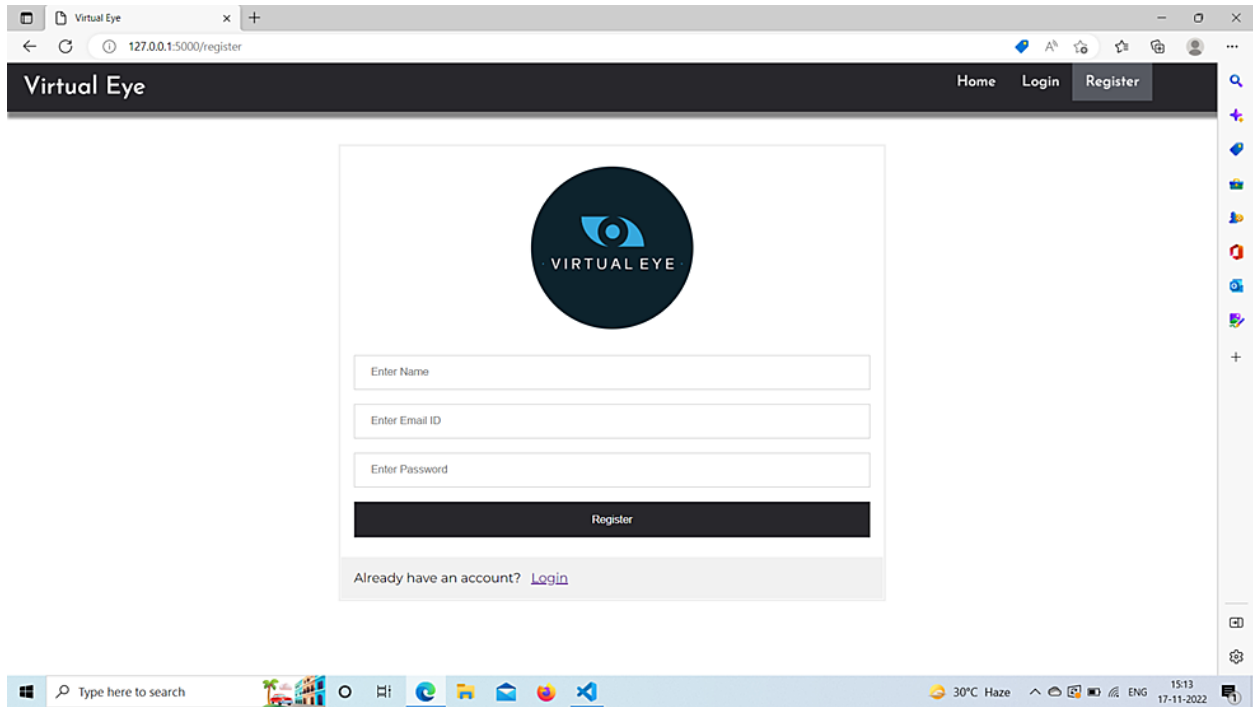 Virtual Eye
127.0.0.1:5000/register
Virtual Eye
Home Login Register
VIRTUAL EYE
Enter Name
Enter Email ID
Enter Password
Register
Already have an account? Login
Type here to search
30°C Haze
ENG
15:13
17-11-2022